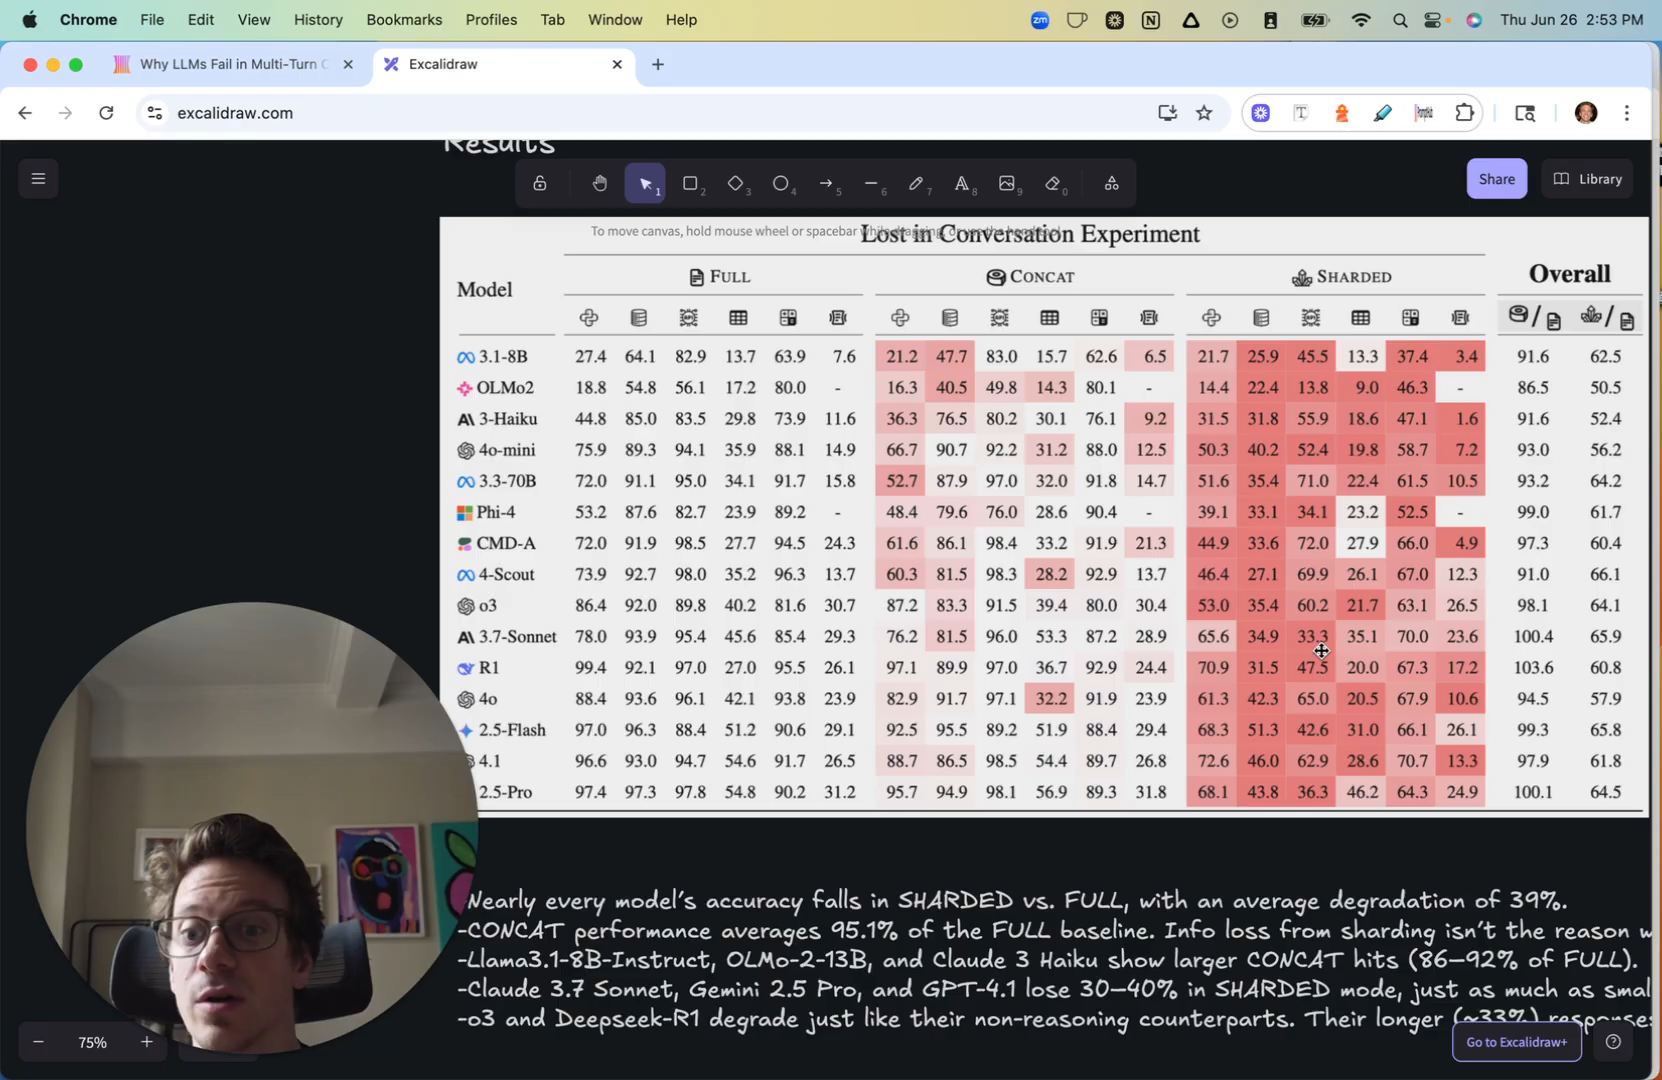 Chrome File Edit View History Bookmarks Profiles Tab Window Help zm Thu Jun 26 2:53 PM
Why LLMs Fail in Multi-Turn C Excalidraw
excalidraw.com
Results
1 2 3 4 5 6 7 8 9 0
Share Library
To move canvas, hold mouse wheel or spacebar while dragging, or use the hand tool
Lost in Conversation Experiment
Model FULL CONCAT SHARDED Overall
3.1-8B 27.4 64.1 82.9 13.7 63.9 7.6 21.2 47.7 83.0 15.7 62.6 6.5 21.7 25.9 45.5 13.3 37.4 3.4 91.6 62.5
OLMo2 18.8 54.8 56.1 17.2 80.0 - 16.3 40.5 49.8 14.3 80.1 - 14.4 22.4 13.8 9.0 46.3 - 86.5 50.5
3-Haiku 44.8 85.0 83.5 29.8 73.9 11.6 36.3 76.5 80.2 30.1 76.1 9.2 31.5 31.8 55.9 18.6 47.1 1.6 91.6 52.4
4o-mini 75.9 89.3 94.1 35.9 88.1 14.9 66.7 90.7 92.2 31.2 88.0 12.5 50.3 40.2 52.4 19.8 58.7 7.2 93.0 56.2
3.3-70B 72.0 91.1 95.0 34.1 91.7 15.8 52.7 87.9 97.0 32.0 91.8 14.7 51.6 35.4 71.0 22.4 61.5 10.5 93.2 64.2
Phi-4 53.2 87.6 82.7 23.9 89.2 - 48.4 79.6 76.0 28.6 90.4 - 39.1 33.1 34.1 23.2 52.5 - 99.0 61.7
CMD-A 72.0 91.9 98.5 27.7 94.5 24.3 61.6 86.1 98.4 33.2 91.9 21.3 44.9 33.6 72.0 27.9 66.0 4.9 97.3 60.4
4-Scout 73.9 92.7 98.0 35.2 96.3 13.7 60.3 81.5 98.3 28.2 92.9 13.7 46.4 27.1 69.9 26.1 67.0 12.3 91.0 66.1
o3 86.4 92.0 89.8 40.2 81.6 30.7 87.2 83.3 91.5 39.4 80.0 30.4 53.0 35.4 60.2 21.7 63.1 26.5 98.1 64.1
3.7-Sonnet 78.0 93.9 95.4 45.6 85.4 29.3 76.2 81.5 96.0 53.3 87.2 28.9 65.6 34.9 33.3 35.1 70.0 23.6 100.4 65.9
R1 99.4 92.1 97.0 27.0 95.5 26.1 97.1 89.9 97.0 36.7 92.9 24.4 70.9 31.5 47.5 20.0 67.3 17.2 103.6 60.8
4o 88.4 93.6 96.1 42.1 93.8 23.9 82.9 91.7 97.1 32.2 91.9 23.9 61.3 42.3 65.0 20.5 67.9 10.6 94.5 57.9
2.5-Flash 97.0 96.3 88.4 51.2 90.6 29.1 92.5 95.5 89.2 51.9 88.4 29.4 68.3 51.3 42.6 31.0 66.1 26.1 99.3 65.8
4.1 96.6 93.0 94.7 54.6 91.7 26.5 88.7 86.5 98.5 54.4 89.7 26.8 72.6 46.0 62.9 28.6 70.7 13.3 97.9 61.8
2.5-Pro 97.4 97.3 97.8 54.8 90.2 31.2 95.7 94.9 98.1 56.9 89.3 31.8 68.1 43.8 36.3 46.2 64.3 24.9 100.1 64.5
-Nearly every model's accuracy falls in SHARDED vs. FULL, with an average degradation of 39%.
-CONCAT performance averages 95.1% of the FULL baseline. Info loss from sharding isn't the reason w
-Llama3.1-8B-Instruct, OLMo-2-13B, and Claude 3 Haiku show larger CONCAT hits (86–92% of FULL).
-Claude 3.7 Sonnet, Gemini 2.5 Pro, and GPT-4.1 lose 30–40% in SHARDED mode, just as much as smal
-o3 and Deepseek-R1 degrade just like their non-reasoning counterparts. Their longer (~33%) response
75% Go to Excalidraw+